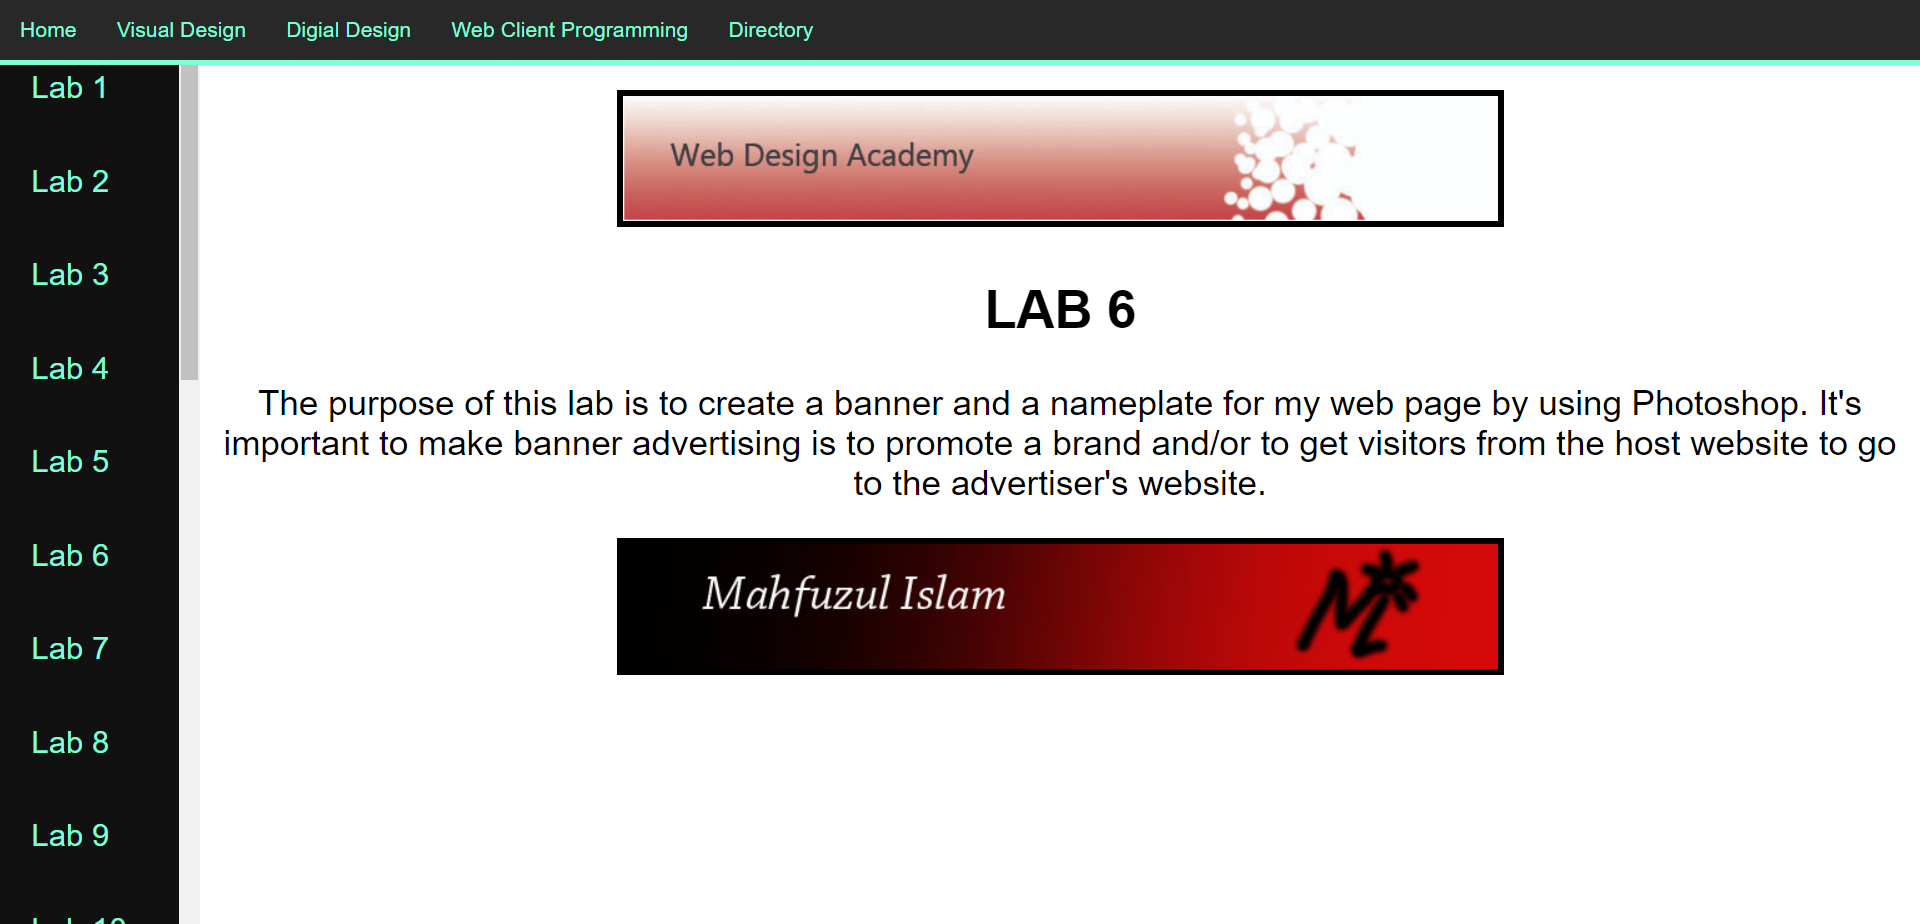 Home Visual Design Digial Design Web Client Programming Directory
Lab 1
Lab 2
Lab 3
Lab 4
Lab 5
Lab 6
Lab 7
Lab 8
Lab 9
Lab 10
Web Design Academy
LAB 6
The purpose of this lab is to create a banner and a nameplate for my web page by using Photoshop. It's
important to make banner advertising is to promote a brand and/or to get visitors from the host website to go
to the advertiser's website.
Mahfuzul Islam